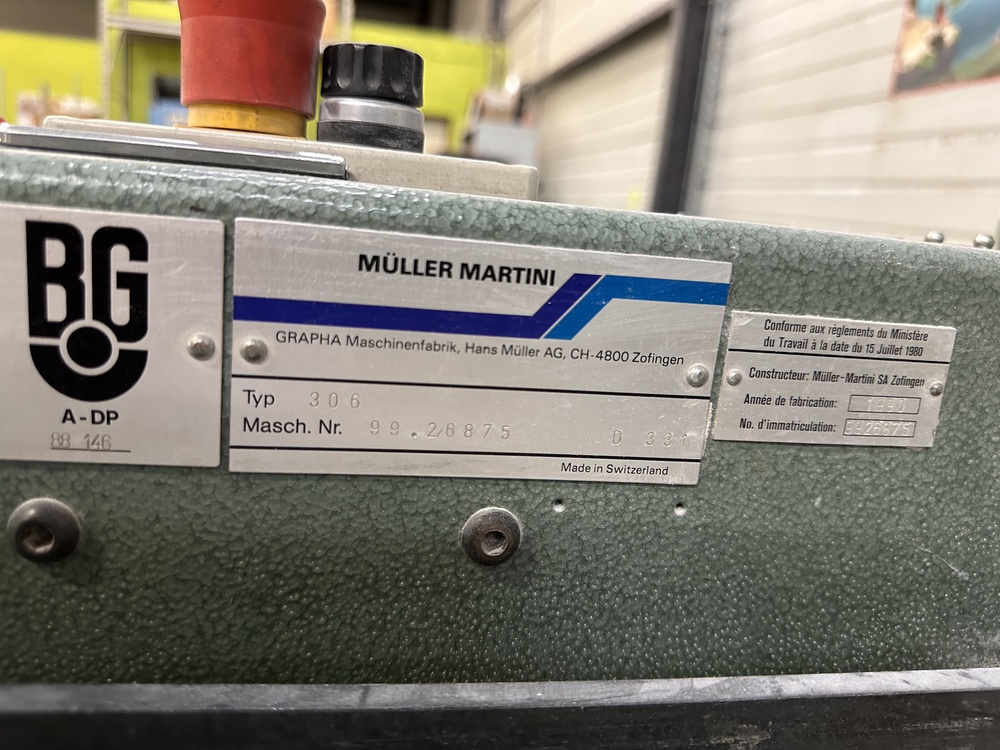 BG
A-DP
88.146
MÜLLER MARTINI
GRAPHA Maschinenfabrik, Hans Müller AG, CH-4800 Zofingen
Typ 306
Masch. Nr. 99.26875 D 331
Made in Switzerland
Conforme aux règlements du Ministère
du Travail à la date du 15 Juillet 1980
Constructeur: Müller-Martini SA Zofingen
Année de fabrication:
No. d'immatriculation: